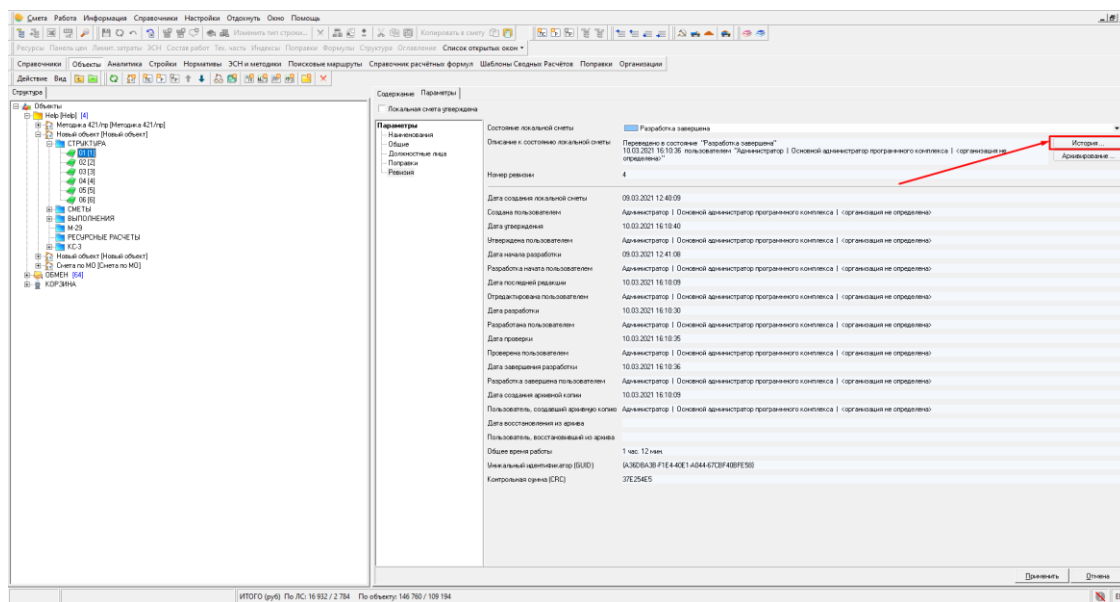 Смета Работа Информация Справочники Настройки Отдохнуть Окно Помощь
Изменить тип строки... Копировать в смету
Ресурсы Панель цен Лимит. затраты ЭСН Состав работ Тех. часть Индексы Поправки Формулы Структура Оглавление Список открытых окон
Справочники Объекты Аналитика Стройки Нормативы ЭСН и методики Поисковые маршруты Справочник расчётных формул Шаблоны Сводных Расчётов Поправки Организации
Действие Вид
Структура
Объекты
Help [Help] [4]
Методика 421/пр [Методика 421/пр]
Новый объект [Новый объект]
СТРУКТУРА
01 [1]
02 [2]
03 [3]
04 [4]
05 [5]
06 [6]
СМЕТЫ
ВЫПОЛНЕНИЯ
М-29
РЕСУРСНЫЕ РАСЧЕТЫ
КС-3
Новый объект [Новый объект]
Смета по МО [Смета по МО]
ОБМЕН [64]
КОРЗИНА
Содержание Параметры
Локальная смета утверждена
Параметры
Наименования
Общие
Должностные лица
Поправки
Ревизия
Состояние локальной сметы Разработка завершена
Описание к состоянию локальной сметы Переведено в состояние "Разработка завершена"
10.03.2021 16:10:36 пользователем "Администратор | Основной администратор программного комплекса | <организация не
определена>"
История ...
Архивирование ...
Номер ревизии 4
Дата создания локальной сметы 09.03.2021 12:40:09
Создана пользователем Администратор | Основной администратор программного комплекса | <организация не определена>
Дата утверждения 10.03.2021 16:10:40
Утверждена пользователем Администратор | Основной администратор программного комплекса | <организация не определена>
Дата начала разработки 09.03.2021 12:41:08
Разработка начата пользователем Администратор | Основной администратор программного комплекса | <организация не определена>
Дата последней редакции 10.03.2021 16:10:09
Отредактирована пользователем Администратор | Основной администратор программного комплекса | <организация не определена>
Дата разработки 10.03.2021 16:10:30
Разработана пользователем Администратор | Основной администратор программного комплекса | <организация не определена>
Дата проверки 10.03.2021 16:10:35
Проверена пользователем Администратор | Основной администратор программного комплекса | <организация не определена>
Дата завершения разработки 10.03.2021 16:10:36
Разработка завершена пользователем Администратор | Основной администратор программного комплекса | <организация не определена>
Дата создания архивной копии 10.03.2021 16:10:09
Пользователь, создавший архивную копию Администратор | Основной администратор программного комплекса | <организация не определена>
Дата восстановления из архива
Пользователь, восстановивший из архива
Общее время работы 1 час. 12 мин.
Уникальный идентификатор (GUID) {A36DBA3B-F1E4-40E1-A044-67CBF40BFE58}
Контрольная сумма (CRC) 37E254E5
Применить Отмена
ИТОГО (руб) По ЛС: 16 932 / 2 784 По объекту: 146 760 / 109 194